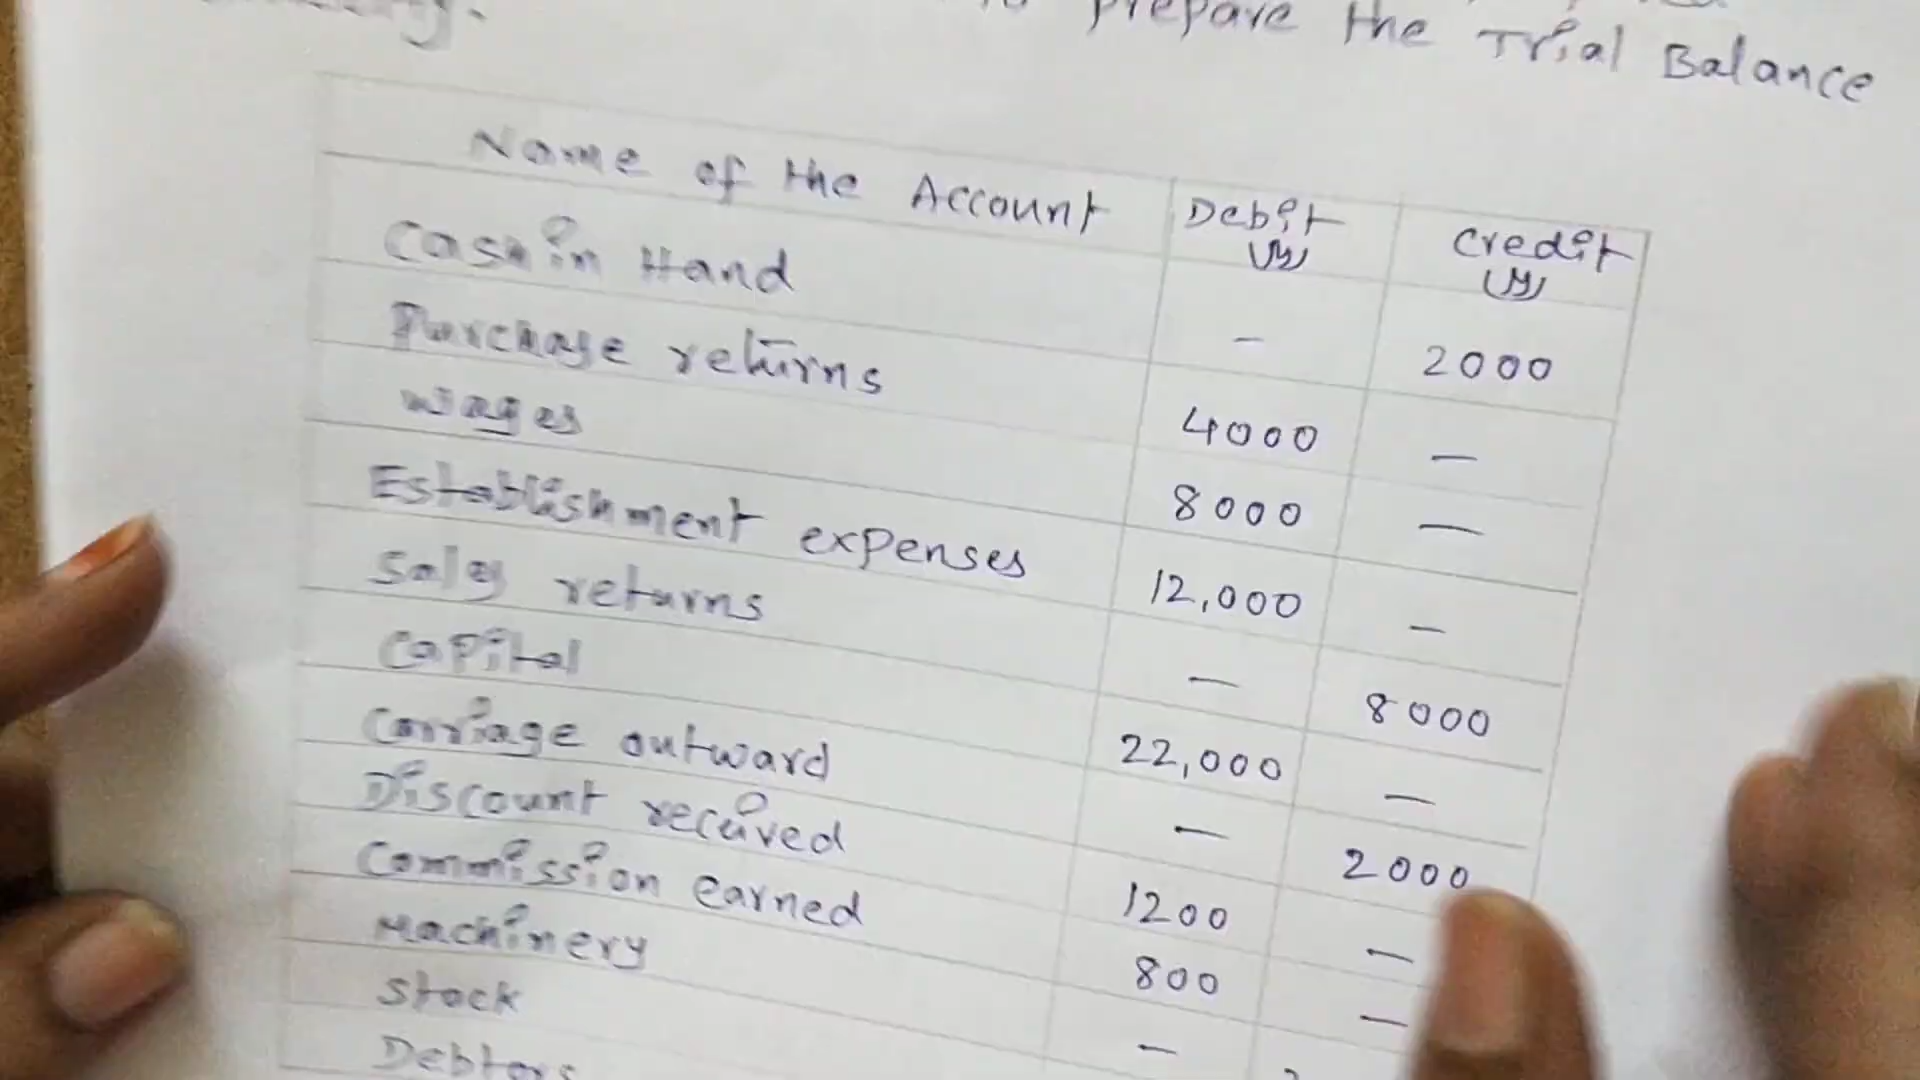 prepare the Trial Balance
Name of the Account Debit Credit
Cash in Hand – 2000
Purchase returns 4000 –
Wages 8000 –
Establishment expenses 12,000 –
Sales returns – 8000
Capital 22,000 –
Carriage outward – 2000
Discount received 1200 –
Commission earned 800 –
Machinery –
Stock
Debtors